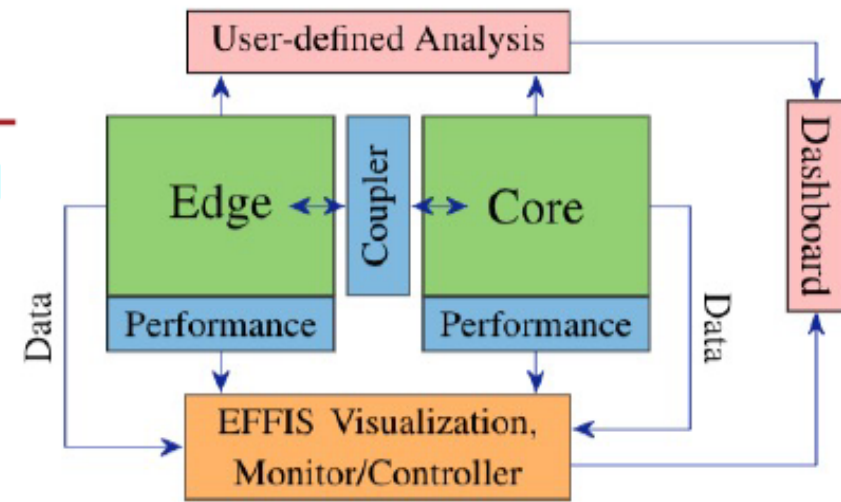 User-defined Analysis
Edge
Coupler
Core
Dashboard
Performance
Performance
Data
Data
EFFIS Visualization,
Monitor/Controller